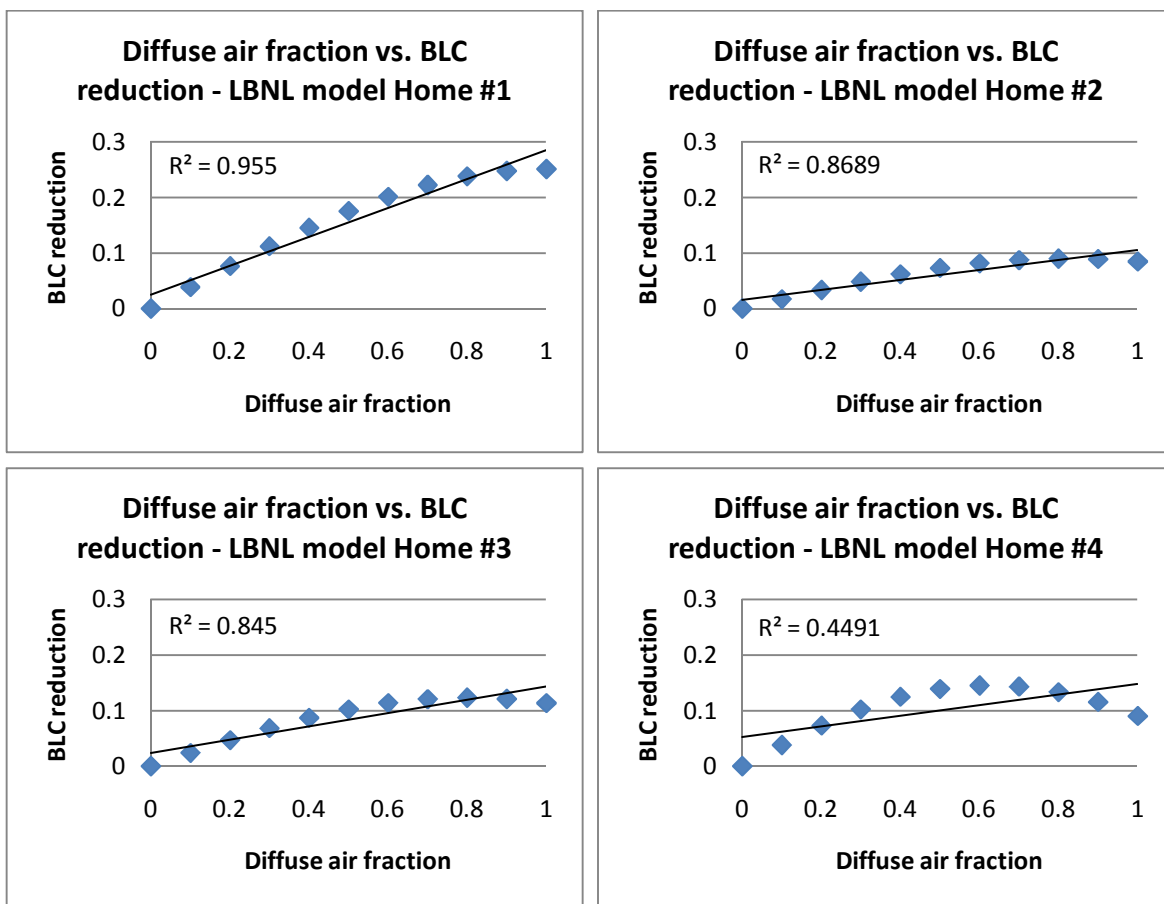 Diffuse air fraction vs. BLC
reduction - LBNL model Home #1
R² = 0.955
BLC reduction
0.3
0.2
0.1
0
0 0.2 0.4 0.6 0.8 1
Diffuse air fraction
Diffuse air fraction vs. BLC
reduction - LBNL model Home #2
R² = 0.8689
BLC reduction
0.3
0.2
0.1
0
0 0.2 0.4 0.6 0.8 1
Diffuse air fraction
Diffuse air fraction vs. BLC
reduction - LBNL model Home #3
R² = 0.845
BLC reduction
0.3
0.2
0.1
0
0 0.2 0.4 0.6 0.8 1
Diffuse air fraction
Diffuse air fraction vs. BLC
reduction - LBNL model Home #4
R² = 0.4491
BLC reduction
0.3
0.2
0.1
0
0 0.2 0.4 0.6 0.8 1
Diffuse air fraction